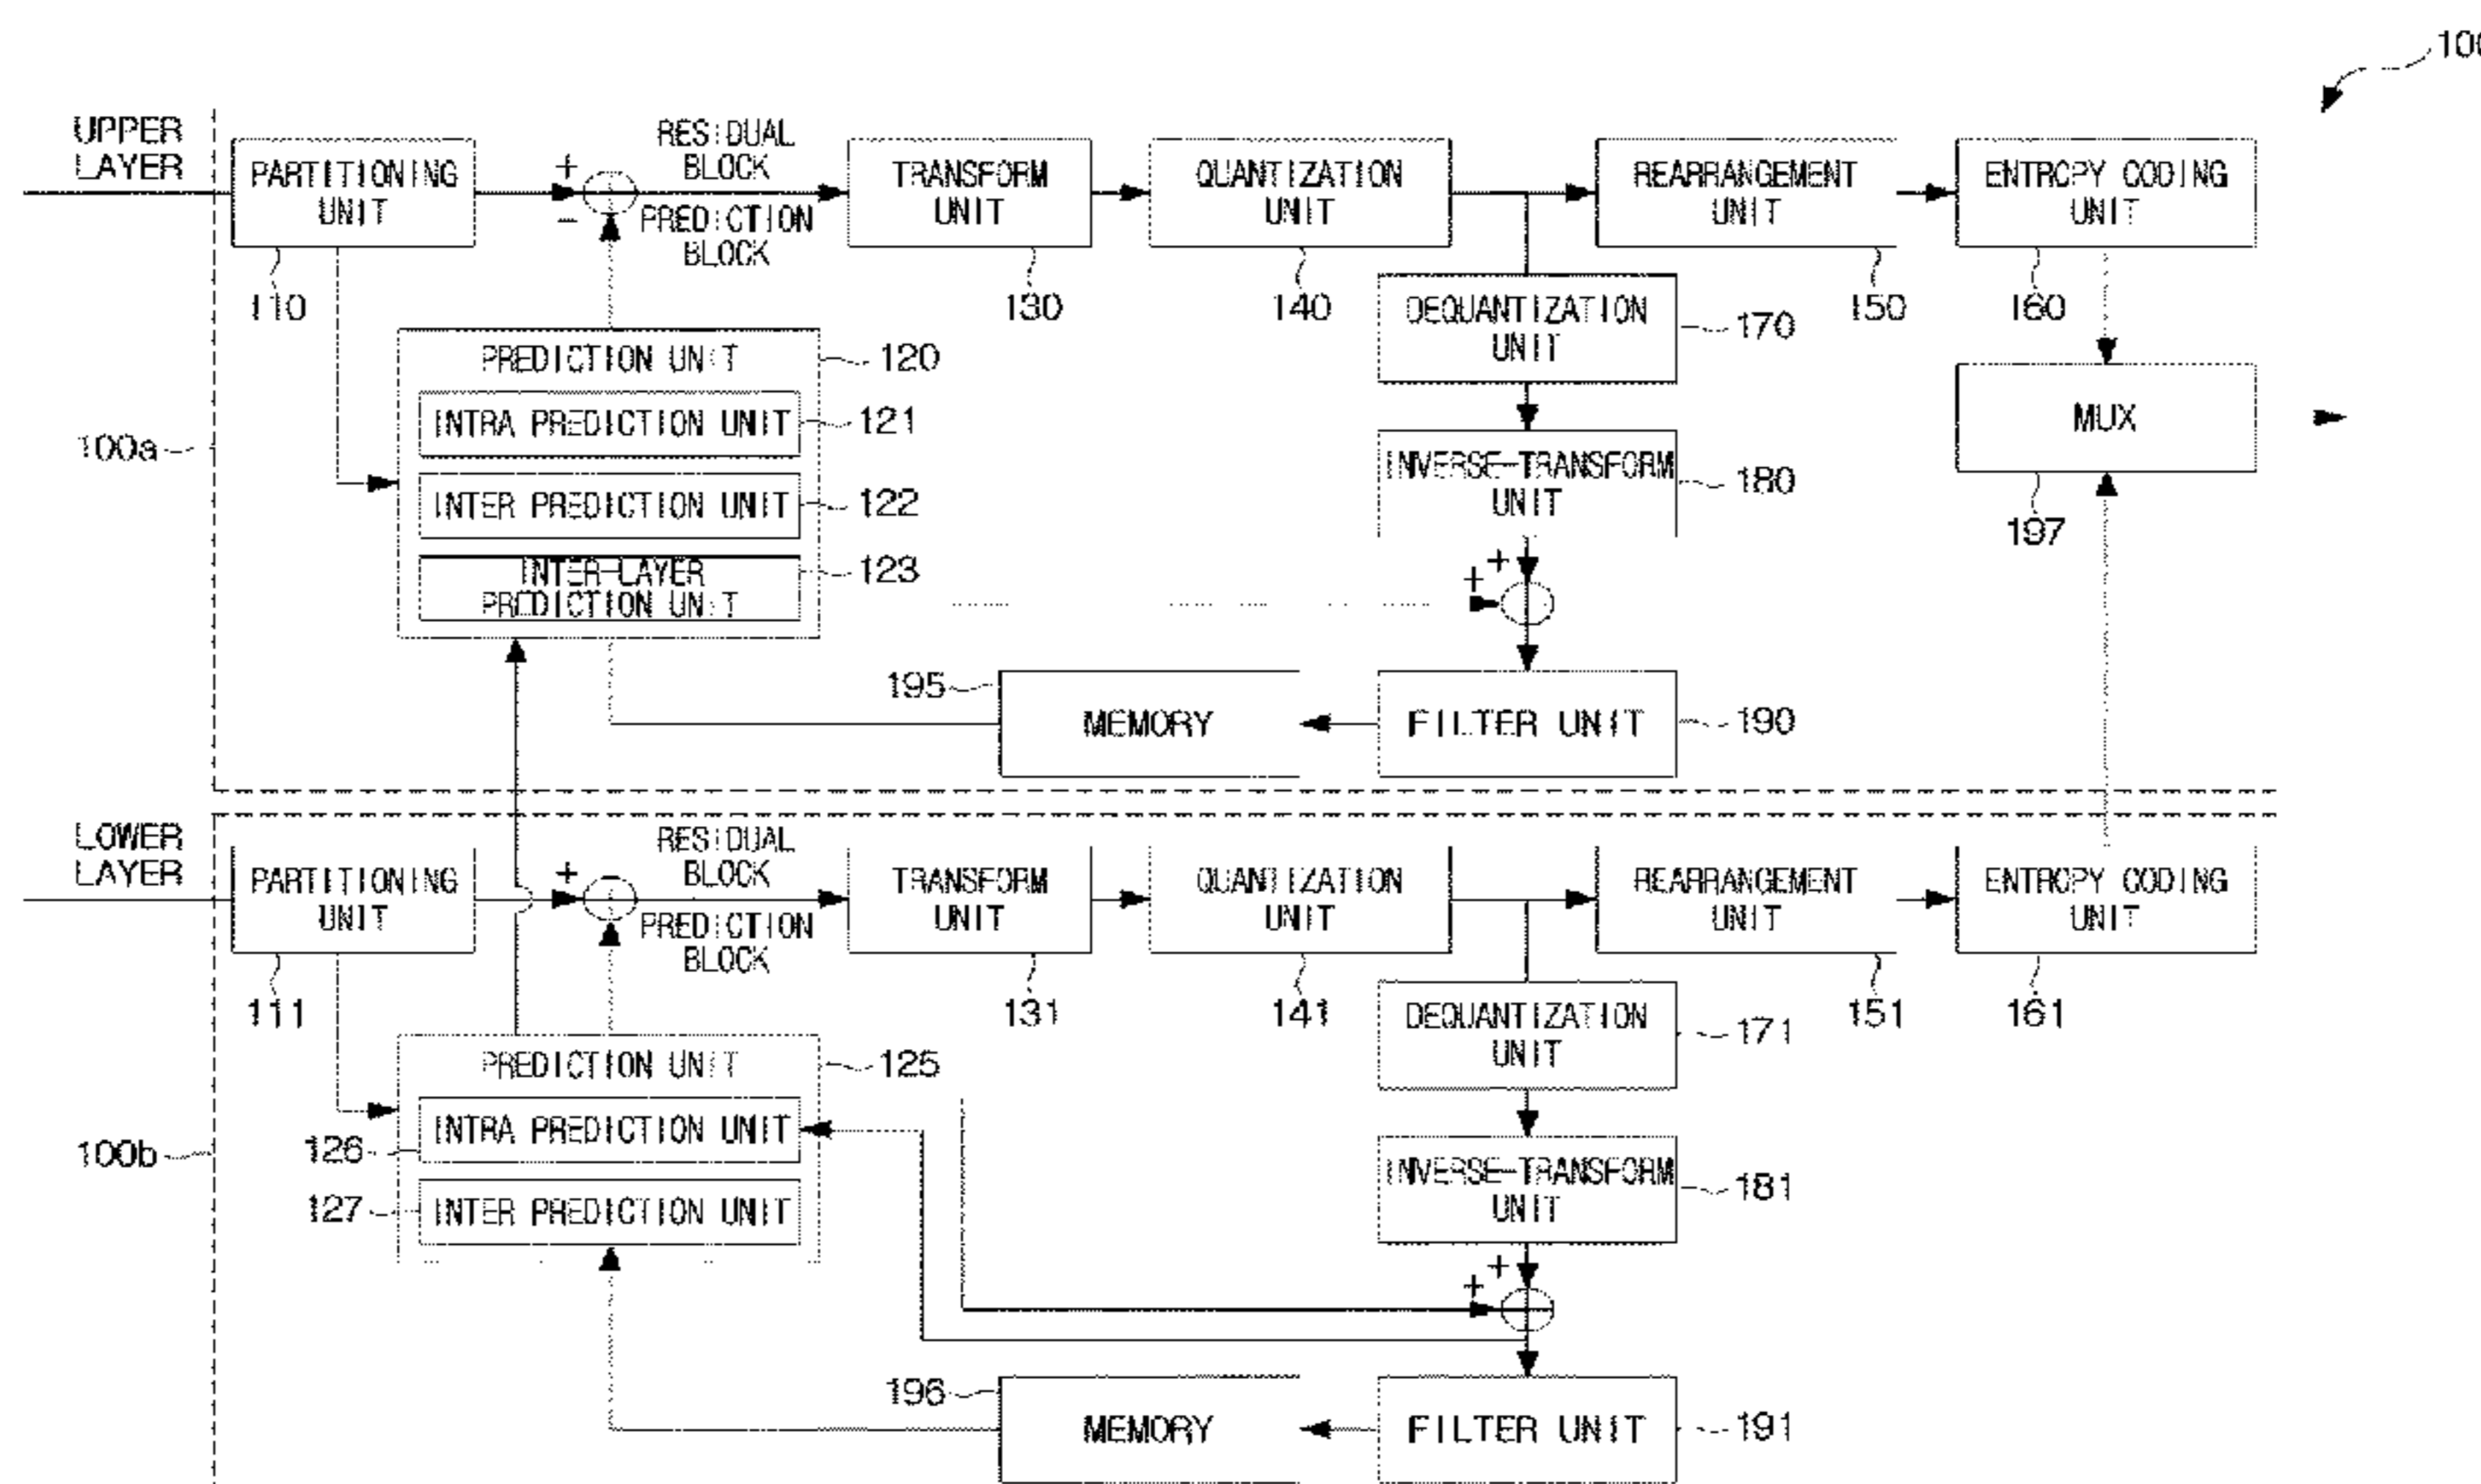 100
UPPER
LAYER
PARTITIONING
UNIT
110
+
−
RESIDUAL
BLOCK
PREDICTION
BLOCK
TRANSFORM
UNIT
130
QUANTIZATION
UNIT
140
REARRANGEMENT
UNIT
150
ENTROPY CODING
UNIT
160
DEQUANTIZATION
UNIT
170
PREDICTION UNIT
120
INTRA PREDICTION UNIT
121
INTER PREDICTION UNIT
122
INTER-LAYER
PREDICTION UNIT
123
100a
MUX
197
INVERSE-TRANSFORM
UNIT
180
+
+
195
MEMORY
FILTER UNIT
190
LOWER
LAYER
PARTITIONING
UNIT
111
+
RESIDUAL
BLOCK
PREDICTION
BLOCK
TRANSFORM
UNIT
131
QUANTIZATION
UNIT
141
REARRANGEMENT
UNIT
151
ENTROPY CODING
UNIT
161
DEQUANTIZATION
UNIT
171
PREDICTION UNIT
125
INTRA PREDICTION UNIT
126
INTER PREDICTION UNIT
127
100b
INVERSE-TRANSFORM
UNIT
181
+
+
196
MEMORY
FILTER UNIT
191